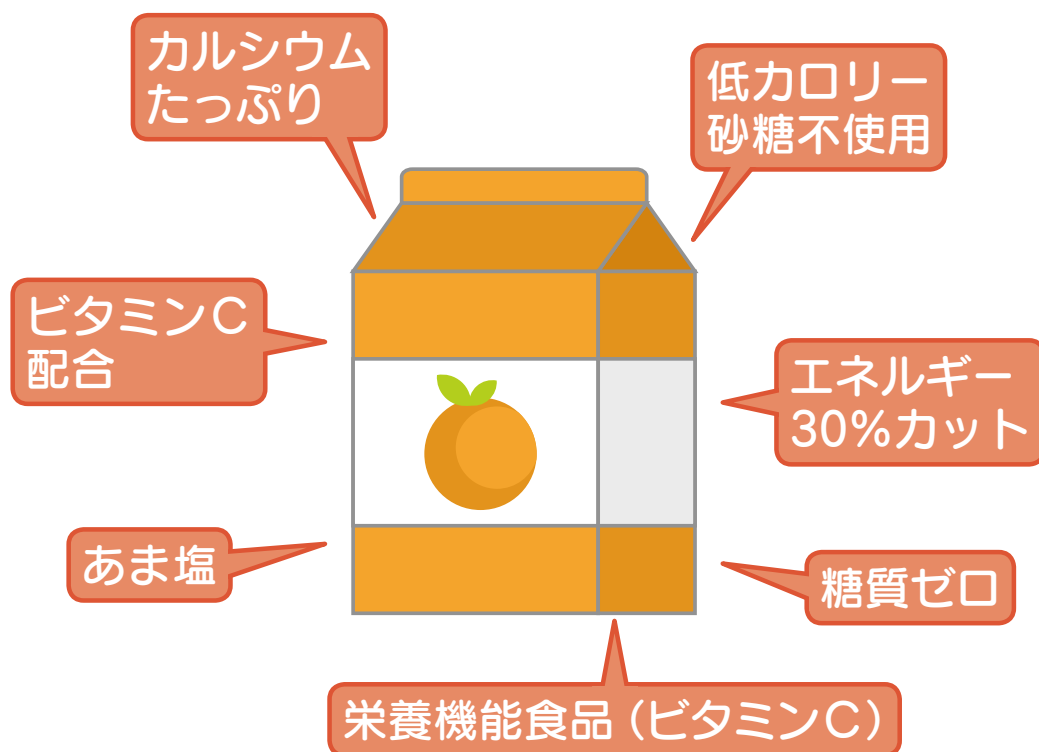 カルシウム
たっぷり
低カロリー
砂糖不使用
ビタミンC
配合
エネルギー
30%カット
あま塩
糖質ゼロ
栄養機能食品(ビタミンC)